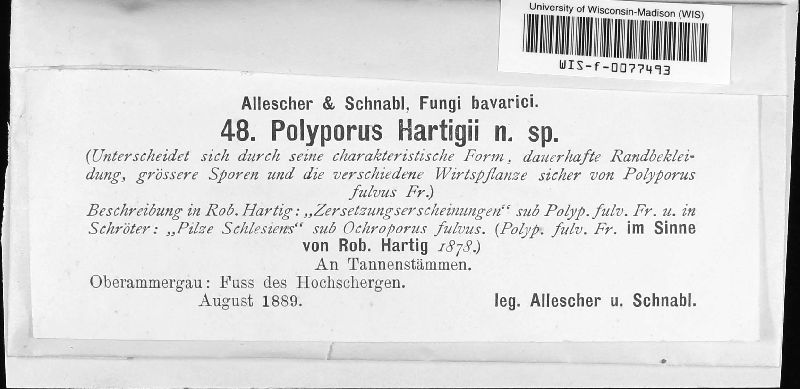 University of Wisconsin-Madison (WIS)
WIS-f-0077493
Allescher & Schnabl, Fungi bavarici.
48. Polyporus Hartigii n. sp.
(Unterscheidet sich durch seine charakteristische Form, dauerhafte Randbeklei-
dung, grössere Sporen und die verschiedene Wirtspflanze sicher von Polyporus
fulvus Fr.)
Beschreibung in Rob. Hartig: „Zersetzungserscheinungen“ sub Polyp. fulv. Fr. u. in
Schröter: „Pilze Schlesiens“ sub Ochroporus fulvus. (Polyp. fulv. Fr. im Sinne
von Rob. Hartig 1878.)
An Tannenstämmen.
Oberammergau: Fuss des Hochschergen.
August 1889. leg. Allescher u. Schnabl.